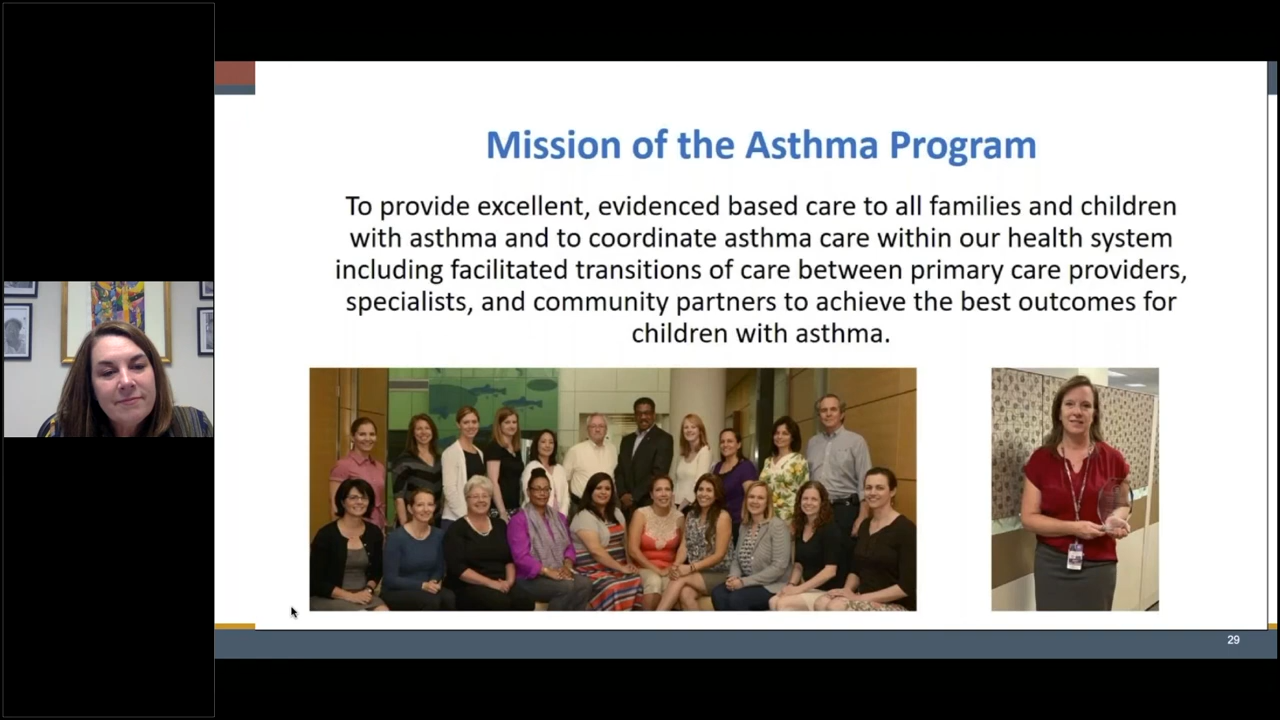 Mission of the Asthma Program
To provide excellent, evidenced based care to all families and children
with asthma and to coordinate asthma care within our health system
including facilitated transitions of care between primary care providers,
specialists, and community partners to achieve the best outcomes for
children with asthma.
29